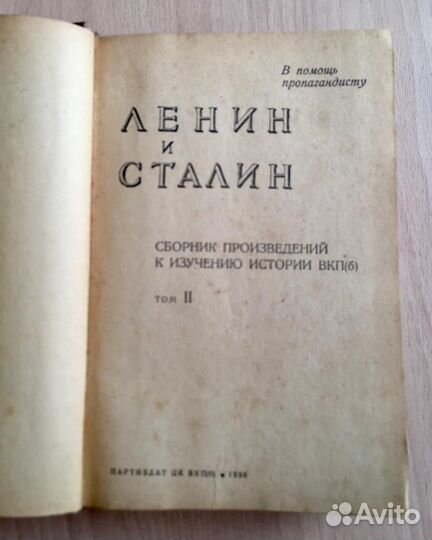 В помощь
пропагандисту
ЛЕНИН
И
СТАЛИН
СБОРНИК ПРОИЗВЕДЕНИЙ
К ИЗУЧЕНИЮ ИСТОРИИ ВКП(б)
ТОМ II
ПАРТИЗДАТ ЦК ВКП(б) • 1936
Avito